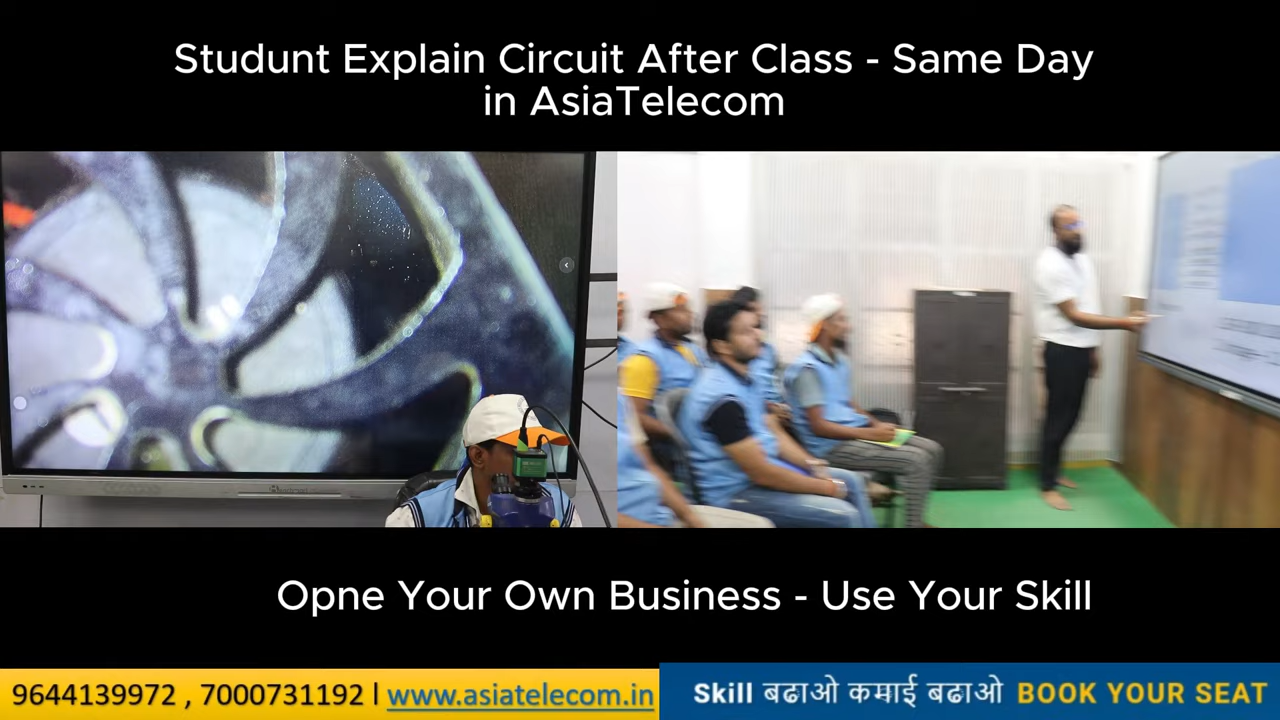 Studunt Explain Circuit After Class - Same Day
in AsiaTelecom
Opne Your Own Business - Use Your Skill
9644139972 , 7000731192 l www.asiatelecom.in
Skill बढाओ कमाई बढाओ BOOK YOUR SEAT